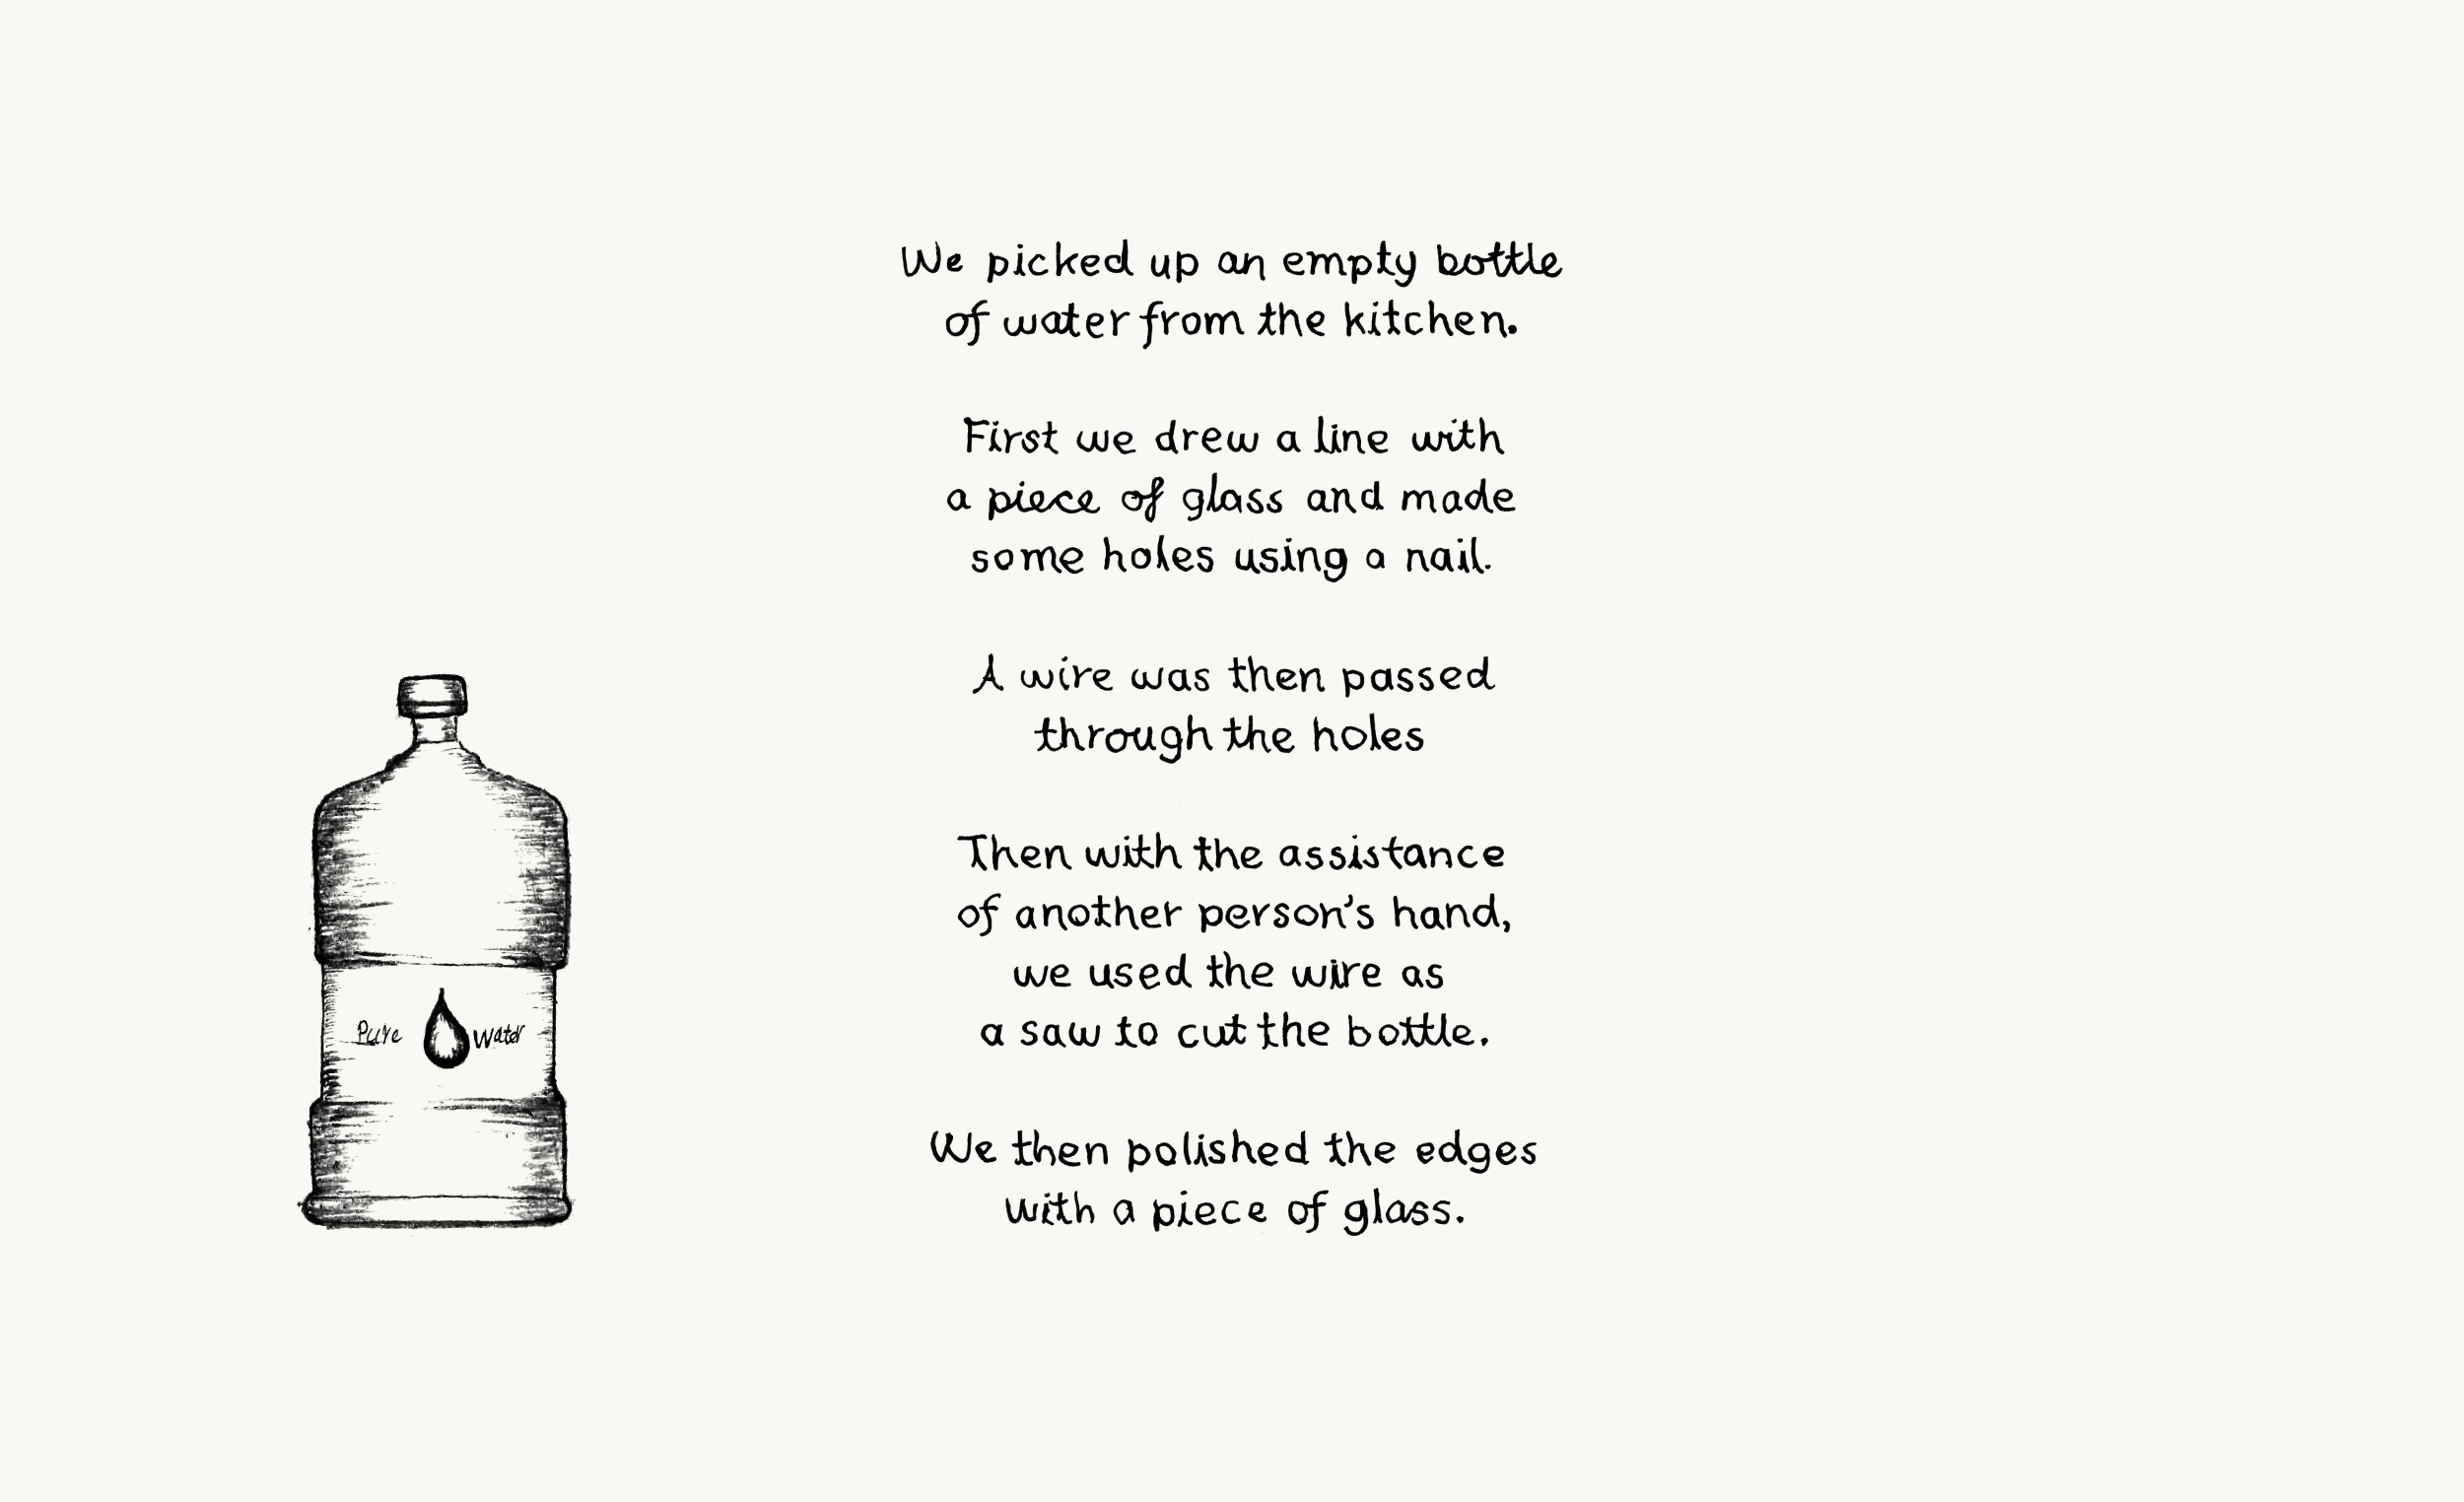 We picked up an empty bottle
of water from the kitchen.
First we drew a line with
a piece of glass and made
some holes using a nail.
A wire was then passed
through the holes
Then with the assistance
of another person's hand,
we used the wire as
a saw to cut the bottle.
We then polished the edges
with a piece of glass.
Pure Water